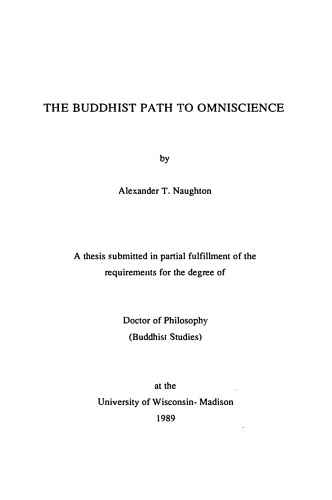 THE BUDDHIST PATH TO OMNISCIENCE
by
Alexander T. Naughton
A thesis submitted in partial fulfillment of the
requirements for the degree of
Doctor of Philosophy
(Buddhist Studies)
at the
University of Wisconsin- Madison
1989